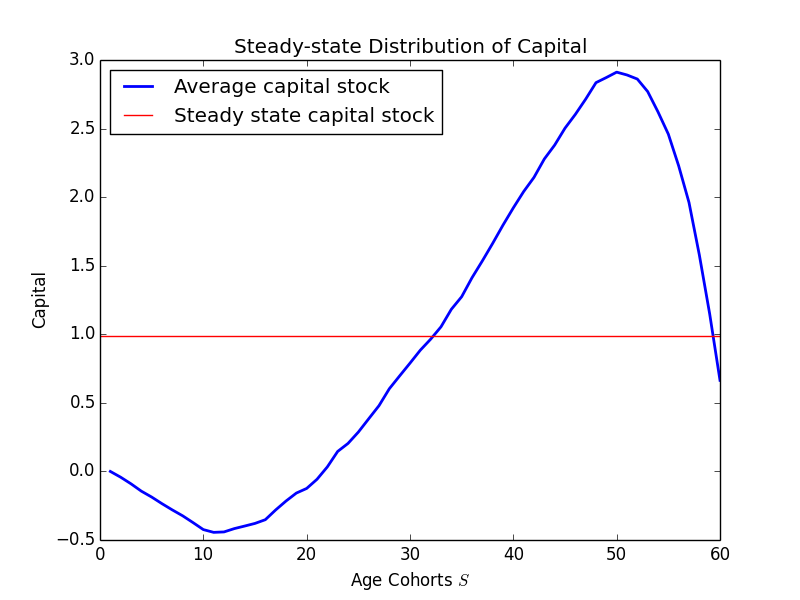 Steady-state Distribution of Capital
Average capital stock
Steady state capital stock
3.0
2.5
2.0
1.5
1.0
0.5
0.0
−0.5
Capital
0 10 20 30 40 50 60
Age Cohorts S